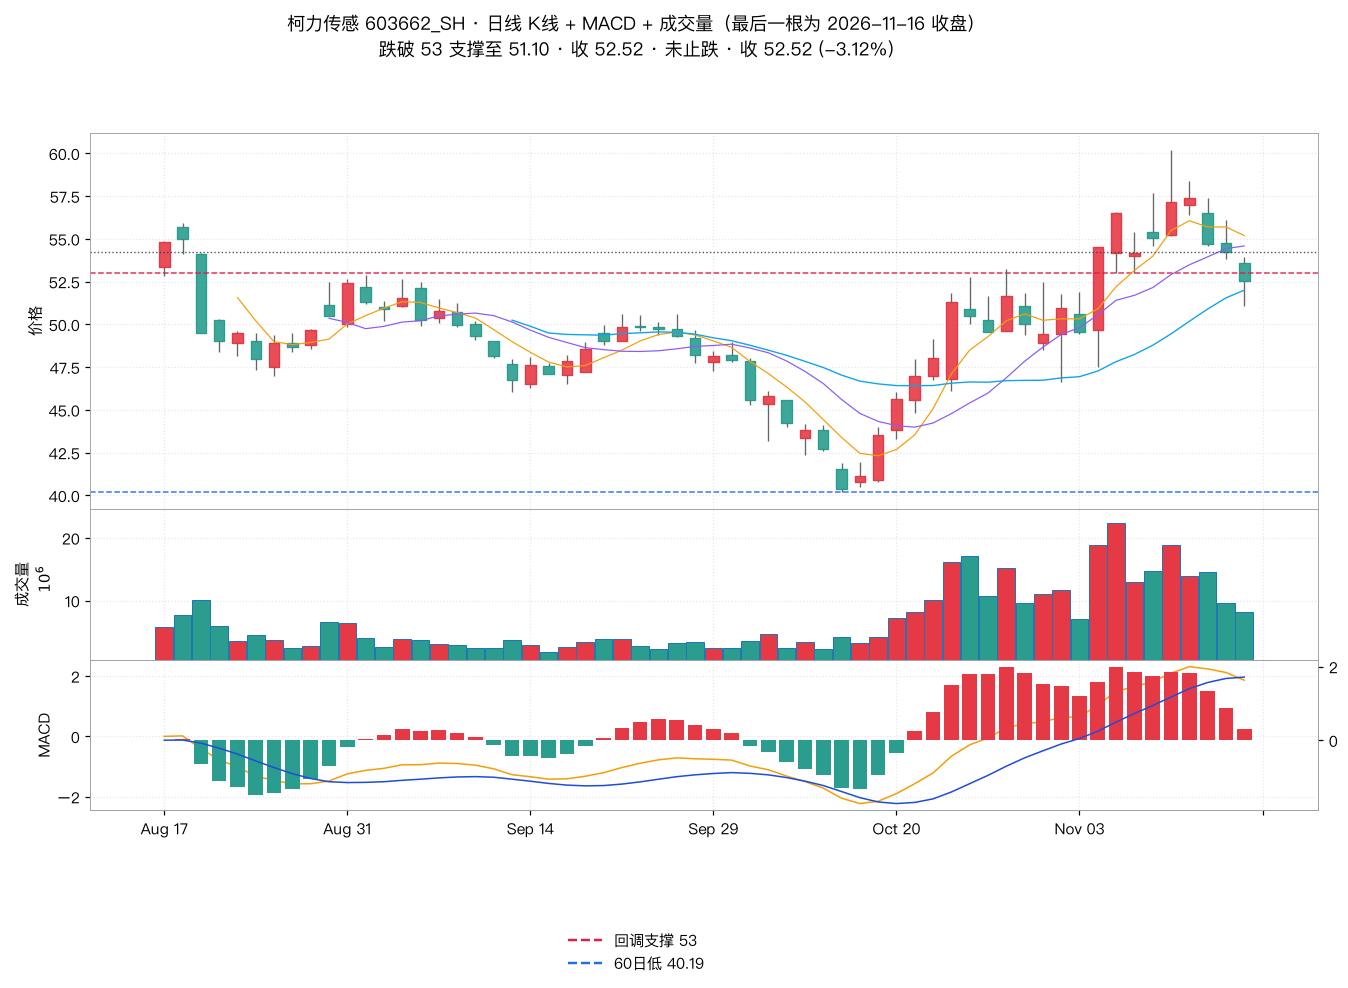 柯力传感 603662_SH · 日线 K线 + MACD + 成交量（最后一根为 2026−11−16 收盘）
跌破 53 支撑至 51.10 · 收 52.52 · 未止跌 · 收 52.52 (−3.12%)
价格
60.0
57.5
55.0
52.5
50.0
47.5
45.0
42.5
40.0
成交量
10⁶
20
10
MACD
2
0
−2
2
0
Aug 17
Aug 31
Sep 14
Sep 29
Oct 20
Nov 03
回调支撑 53
60日低 40.19